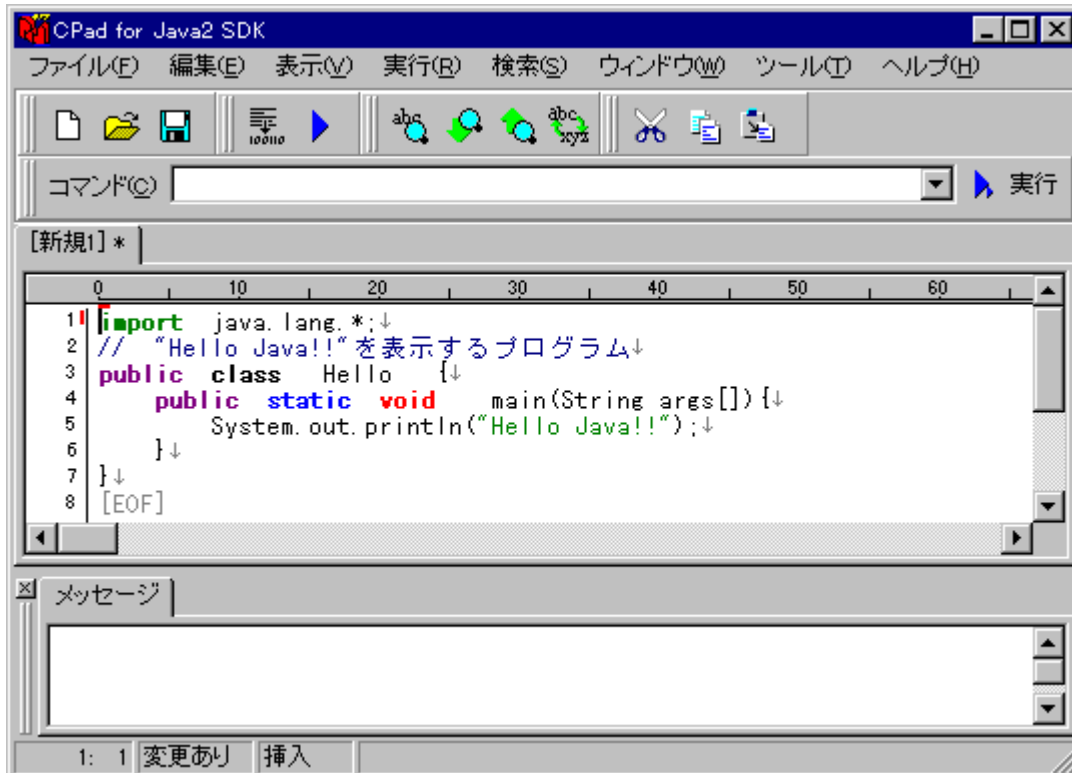 CPad for Java2 SDK
ファイル(F) 編集(E) 表示(V) 実行(R) 検索(S) ウィンドウ(W) ツール(T) ヘルプ(H)
100110 abc abc xyz
コマンド(C) 実行
[新規1] *
0 10 20 30 40 50 60
1 import java.lang.*;↓
2 // "Hello Java!!"を表示するプログラム↓
3 public class Hello {↓
4 public static void main(String args[]){↓
5 System.out.println("Hello Java!!");↓
6 }↓
7 }↓
8 [EOF]
メッセージ
1: 1 変更あり 挿入